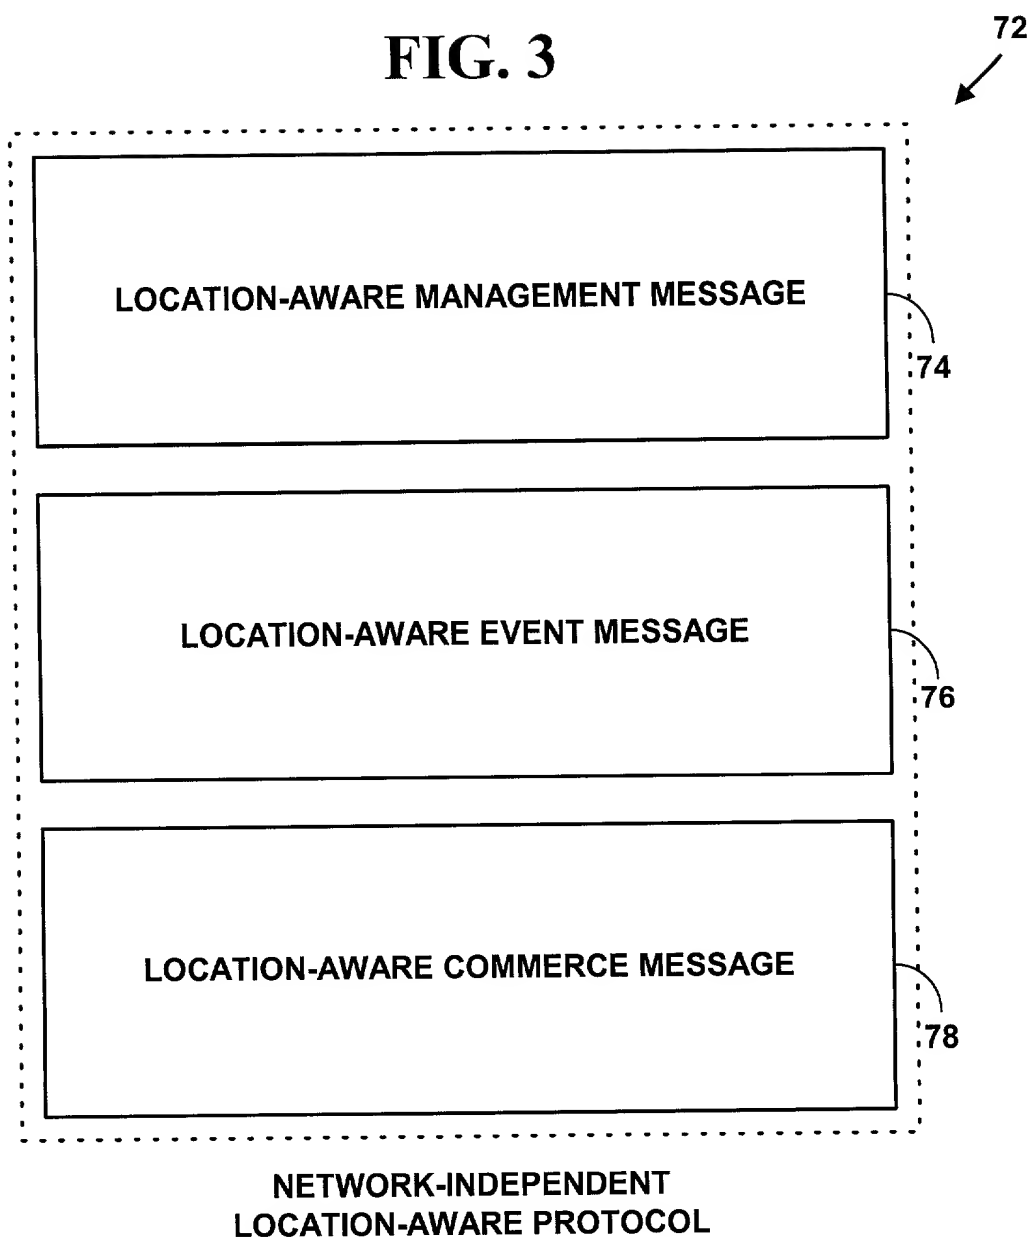 FIG. 3
72
LOCATION-AWARE MANAGEMENT MESSAGE
74
LOCATION-AWARE EVENT MESSAGE
76
LOCATION-AWARE COMMERCE MESSAGE
78
NETWORK-INDEPENDENT
LOCATION-AWARE PROTOCOL